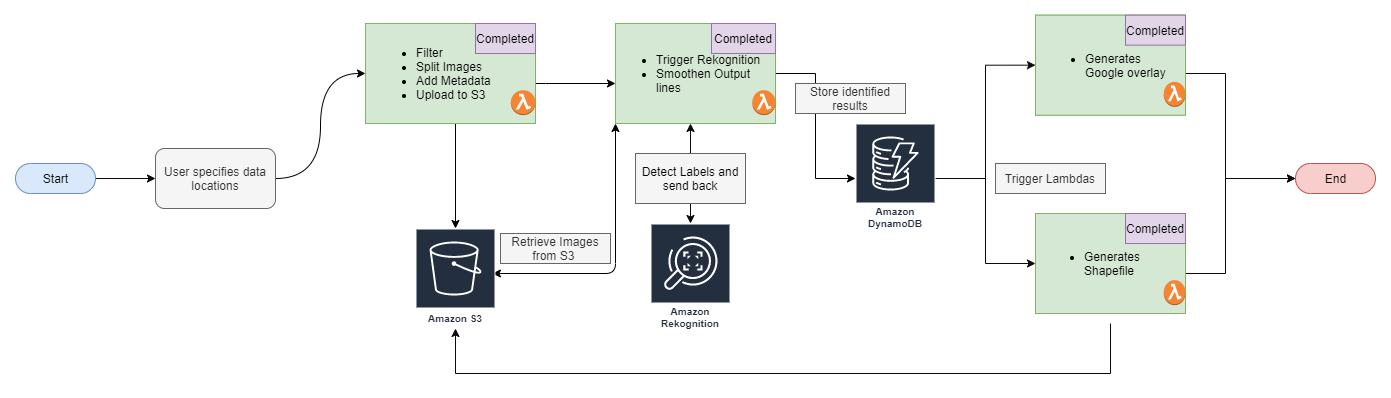 Start
User specifies data
locations
Completed
Filter
Split Images
Add Metadata
Upload to S3
λ
Amazon S3
Retrieve Images
from S3
Completed
Trigger Rekognition
Smoothen Output
lines
λ
Detect Labels and
send back
Amazon
Rekognition
Store identified
results
Amazon
DynamoDB
Trigger Lambdas
Completed
Generates
Google overlay
λ
Completed
Generates
Shapefile
λ
End